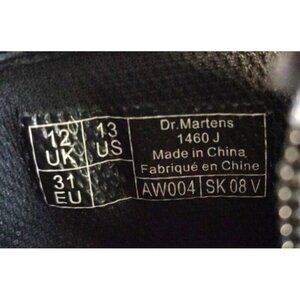 12 UK
13 US
31 EU
Dr.Martens
1460 J
Made in China
Fabriqué en Chine
AW004 SK 08 V